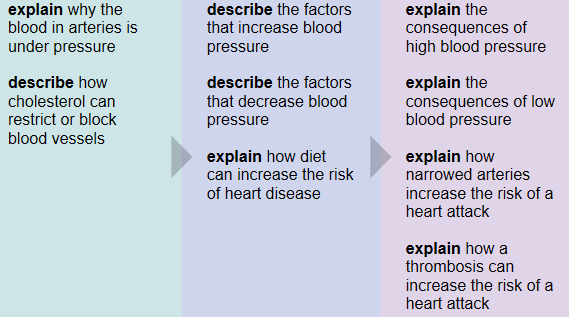 explain why the
blood in arteries is
under pressure
describe how
cholesterol can
restrict or block
blood vessels
describe the factors
that increase blood
pressure
describe the factors
that decrease blood
pressure
explain how diet
can increase the risk
of heart disease
explain the
consequences of
high blood pressure
explain the
consequences of low
blood pressure
explain how
narrowed arteries
increase the risk of a
heart attack
explain how a
thrombosis can
increase the risk of a
heart attack